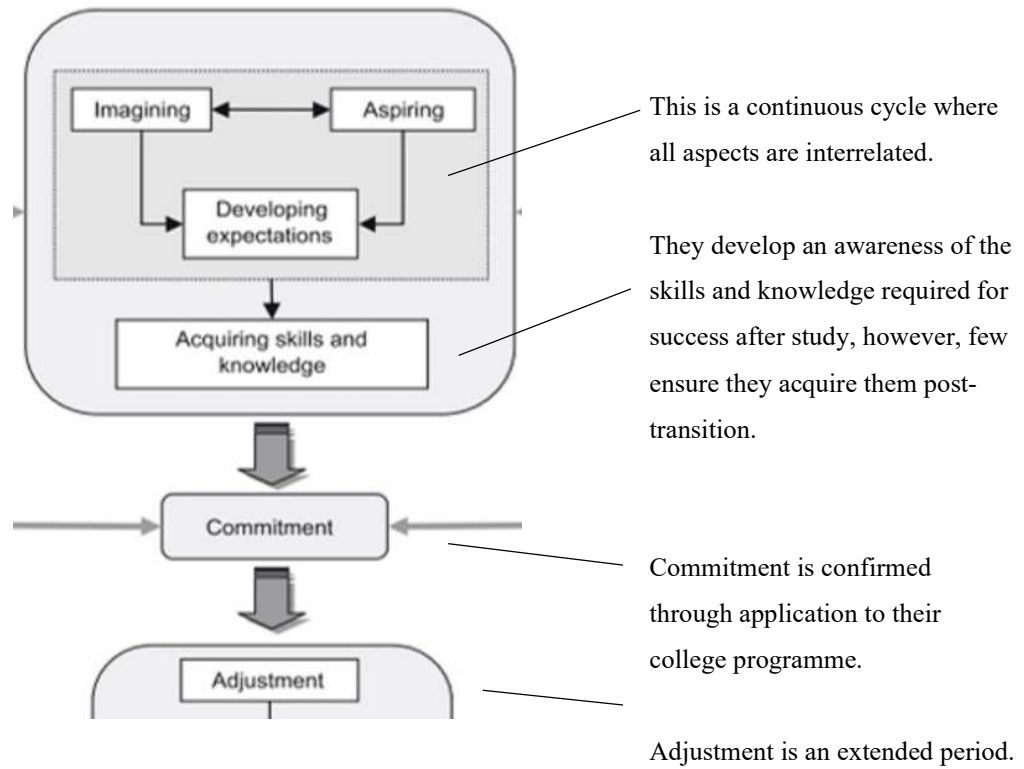 Imagining
Aspiring
Developing
expectations
Acquiring skills and
knowledge
Commitment
Adjustment
This is a continuous cycle where
all aspects are interrelated.
They develop an awareness of the
skills and knowledge required for
success after study, however, few
ensure they acquire them post-
transition.
Commitment is confirmed
through application to their
college programme.
Adjustment is an extended period.